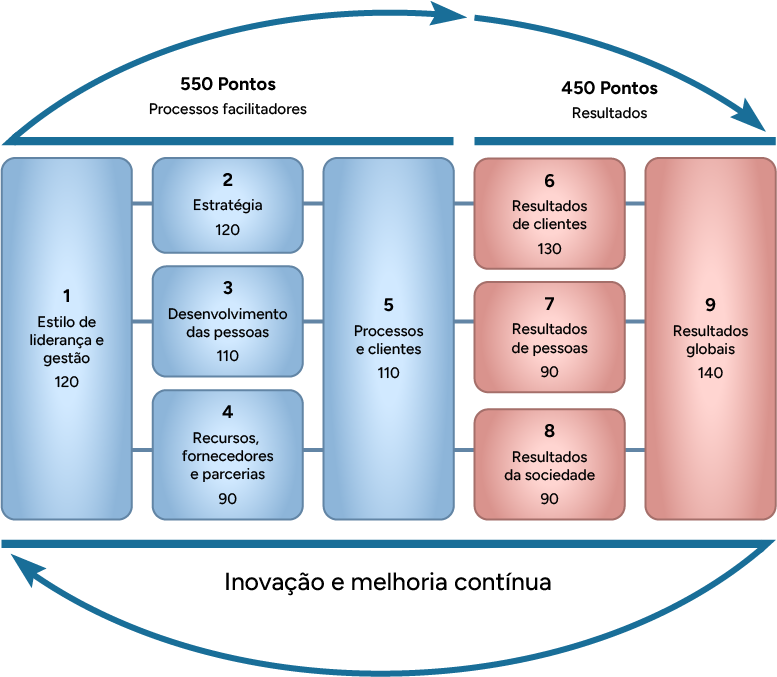 550 Pontos
Processos facilitadores
450 Pontos
Resultados
1
Estilo de
liderança e
gestão
120
2
Estratégia
120
3
Desenvolvimento
das pessoas
110
4
Recursos,
fornecedores
e parcerias
90
5
Processos
e clientes
110
6
Resultados
de clientes
130
7
Resultados
de pessoas
90
8
Resultados
da sociedade
90
9
Resultados
globais
140
Inovação e melhoria contínua